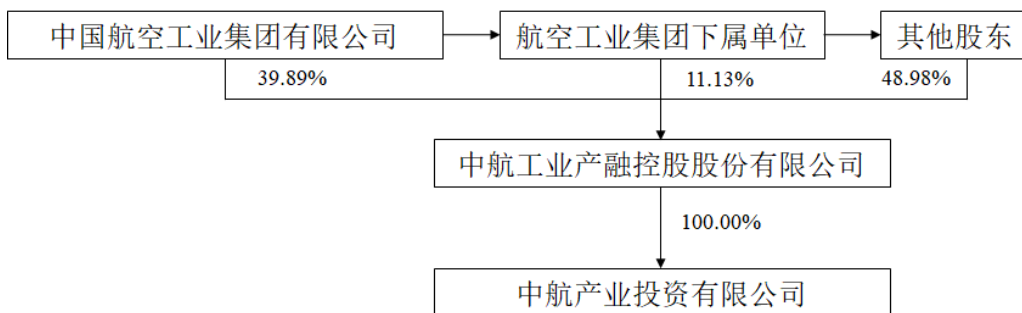 中国航空工业集团有限公司
航空工业集团下属单位
其他股东
39.89%
11.13%
48.98%
中航工业产融控股股份有限公司
100.00%
中航产业投资有限公司